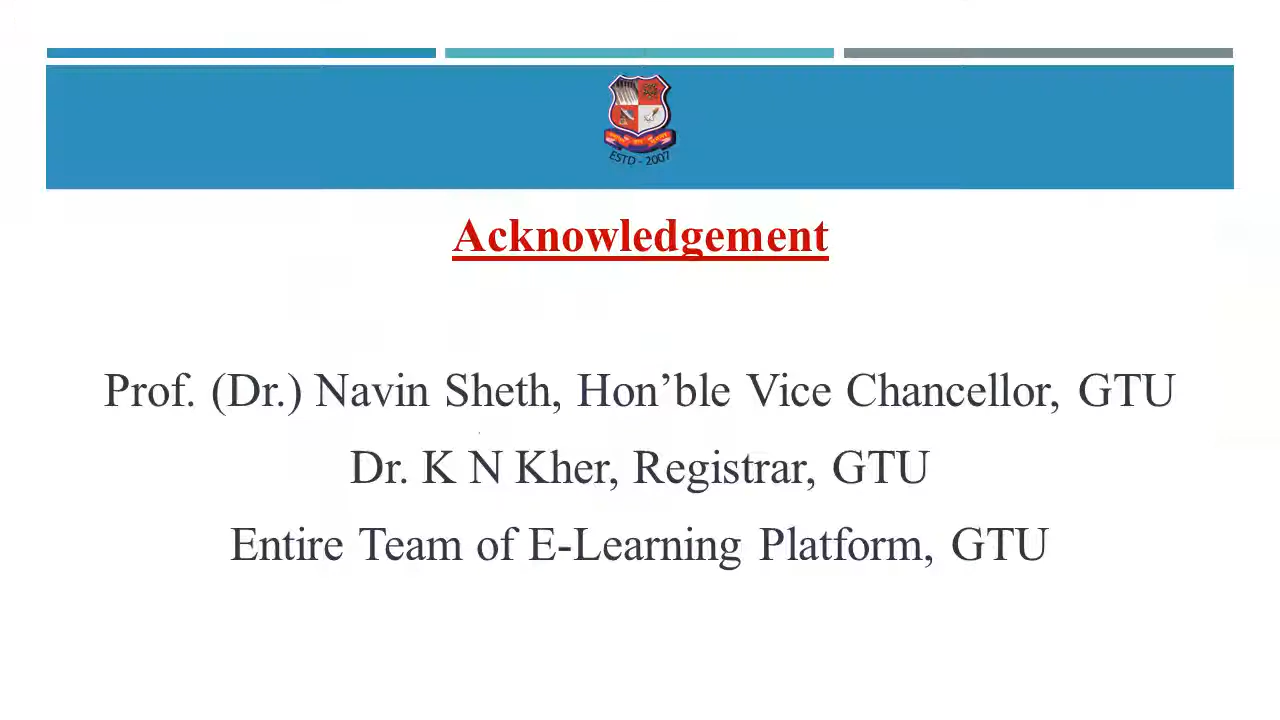 ESTD - 2007
Acknowledgement
Prof. (Dr.) Navin Sheth, Hon’ble Vice Chancellor, GTU
Dr. K N Kher, Registrar, GTU
Entire Team of E-Learning Platform, GTU